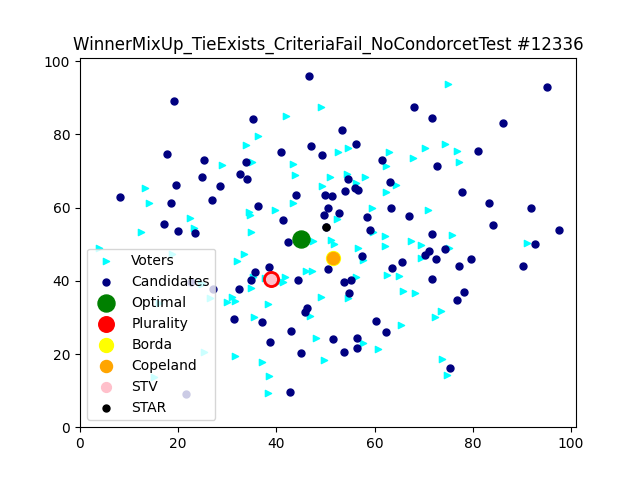 WinnerMixUp_TieExists_CriteriaFail_NoCondorcetTest #12336
100
80
60
40
20
0
0 20 40 60 80 100
Voters
Candidates
Optimal
Plurality
Borda
Copeland
STV
STAR